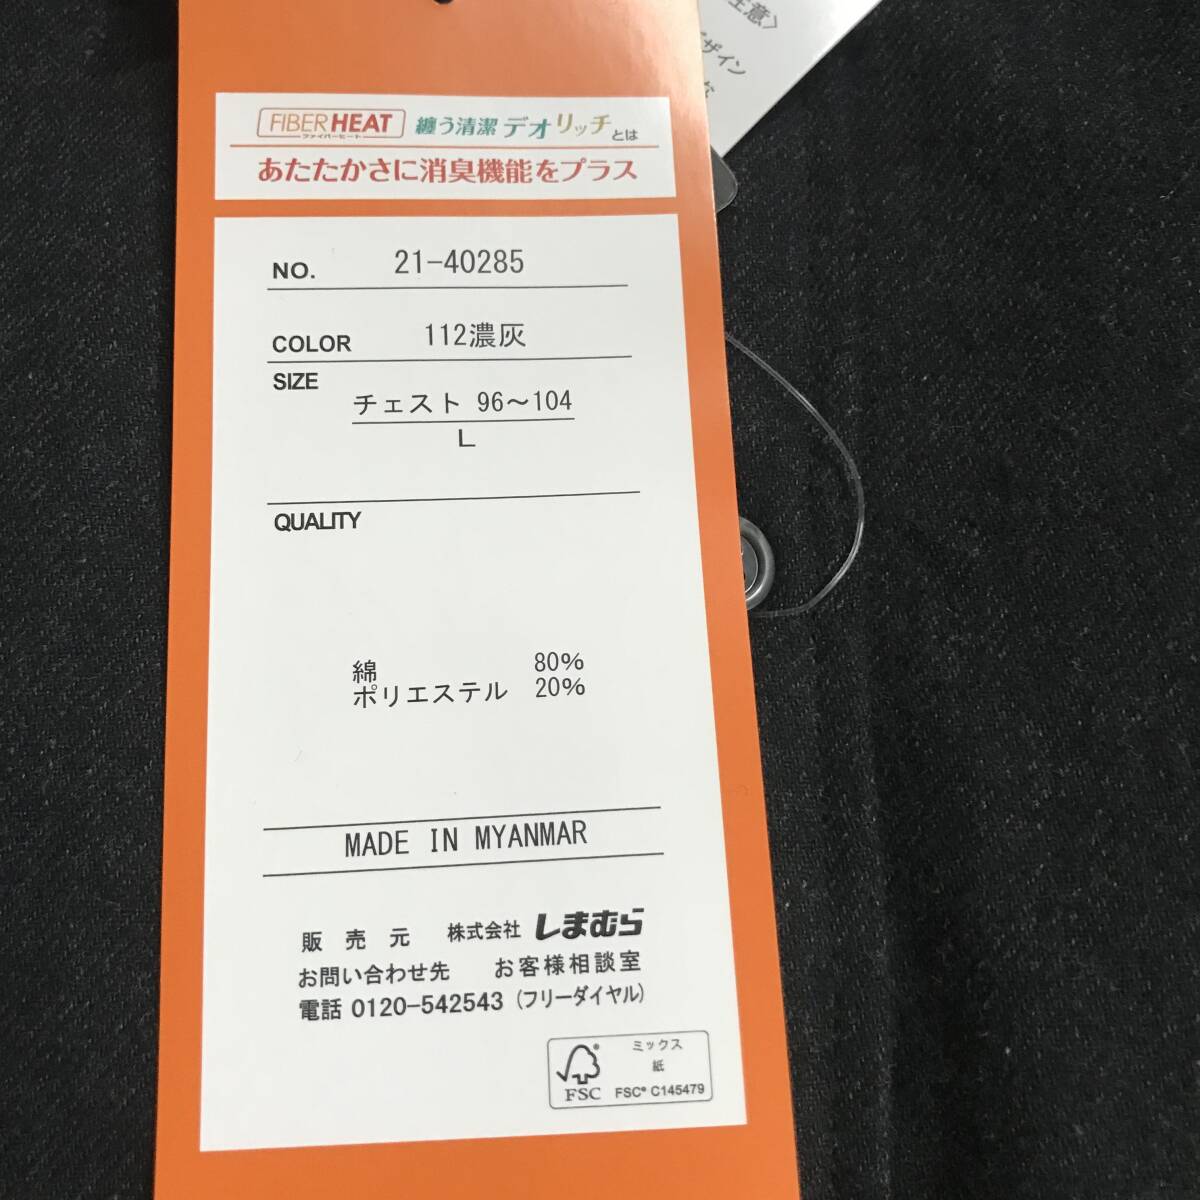 意〉
ザイン
FIBER HEAT 纏う清潔 デオリッチとは
ファイバーヒート
あたたかさに消臭機能をプラス
NO. 21-40285
COLOR 112濃灰
SIZE
チェスト 96〜104
L
QUALITY
綿 80%
ポリエステル 20%
MADE IN MYANMAR
販売元 株式会社 しまむら
お問い合わせ先 お客様相談室
電話 0120-542543 (フリーダイヤル)
ミックス
紙
FSC FSC® C145479